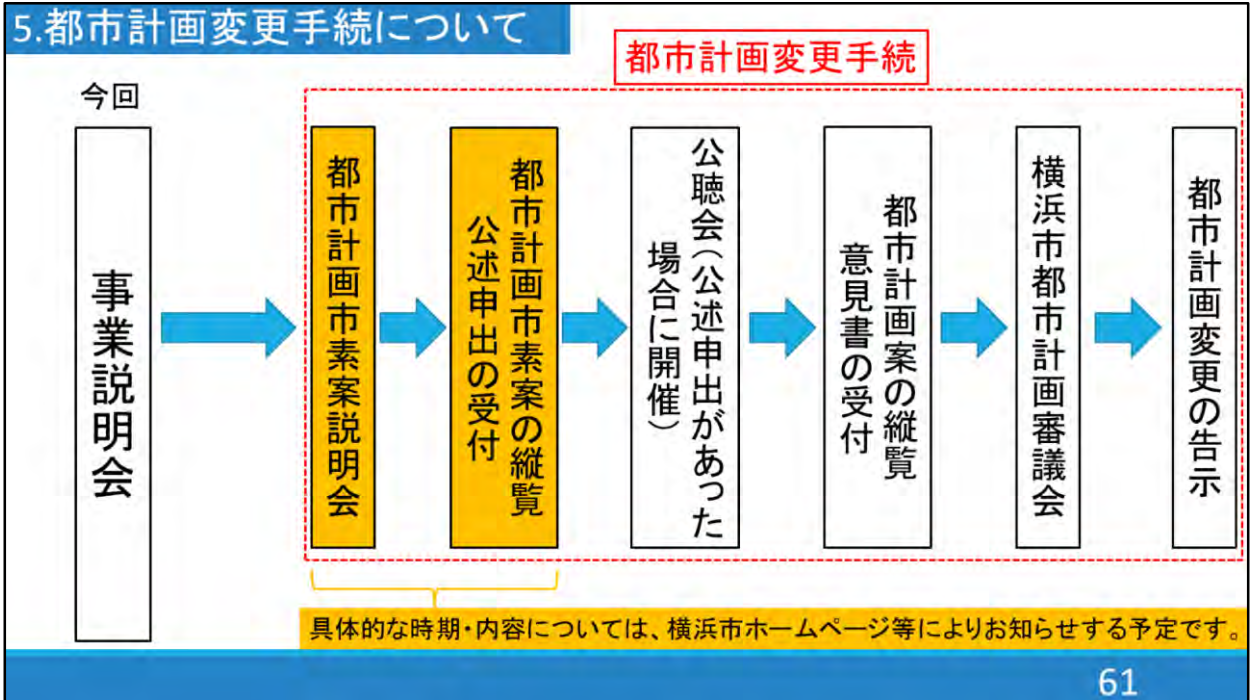 5.都市計画変更手続について
都市計画変更手続
今回
事業説明会
都市計画市素案説明会
都市計画市素案の縦覧
公述申出の受付
公聴会(公述申出があった
場合に開催)
都市計画案の縦覧
意見書の受付
横浜市都市計画審議会
都市計画変更の告示
具体的な時期・内容については、横浜市ホームページ等によりお知らせする予定です。
61